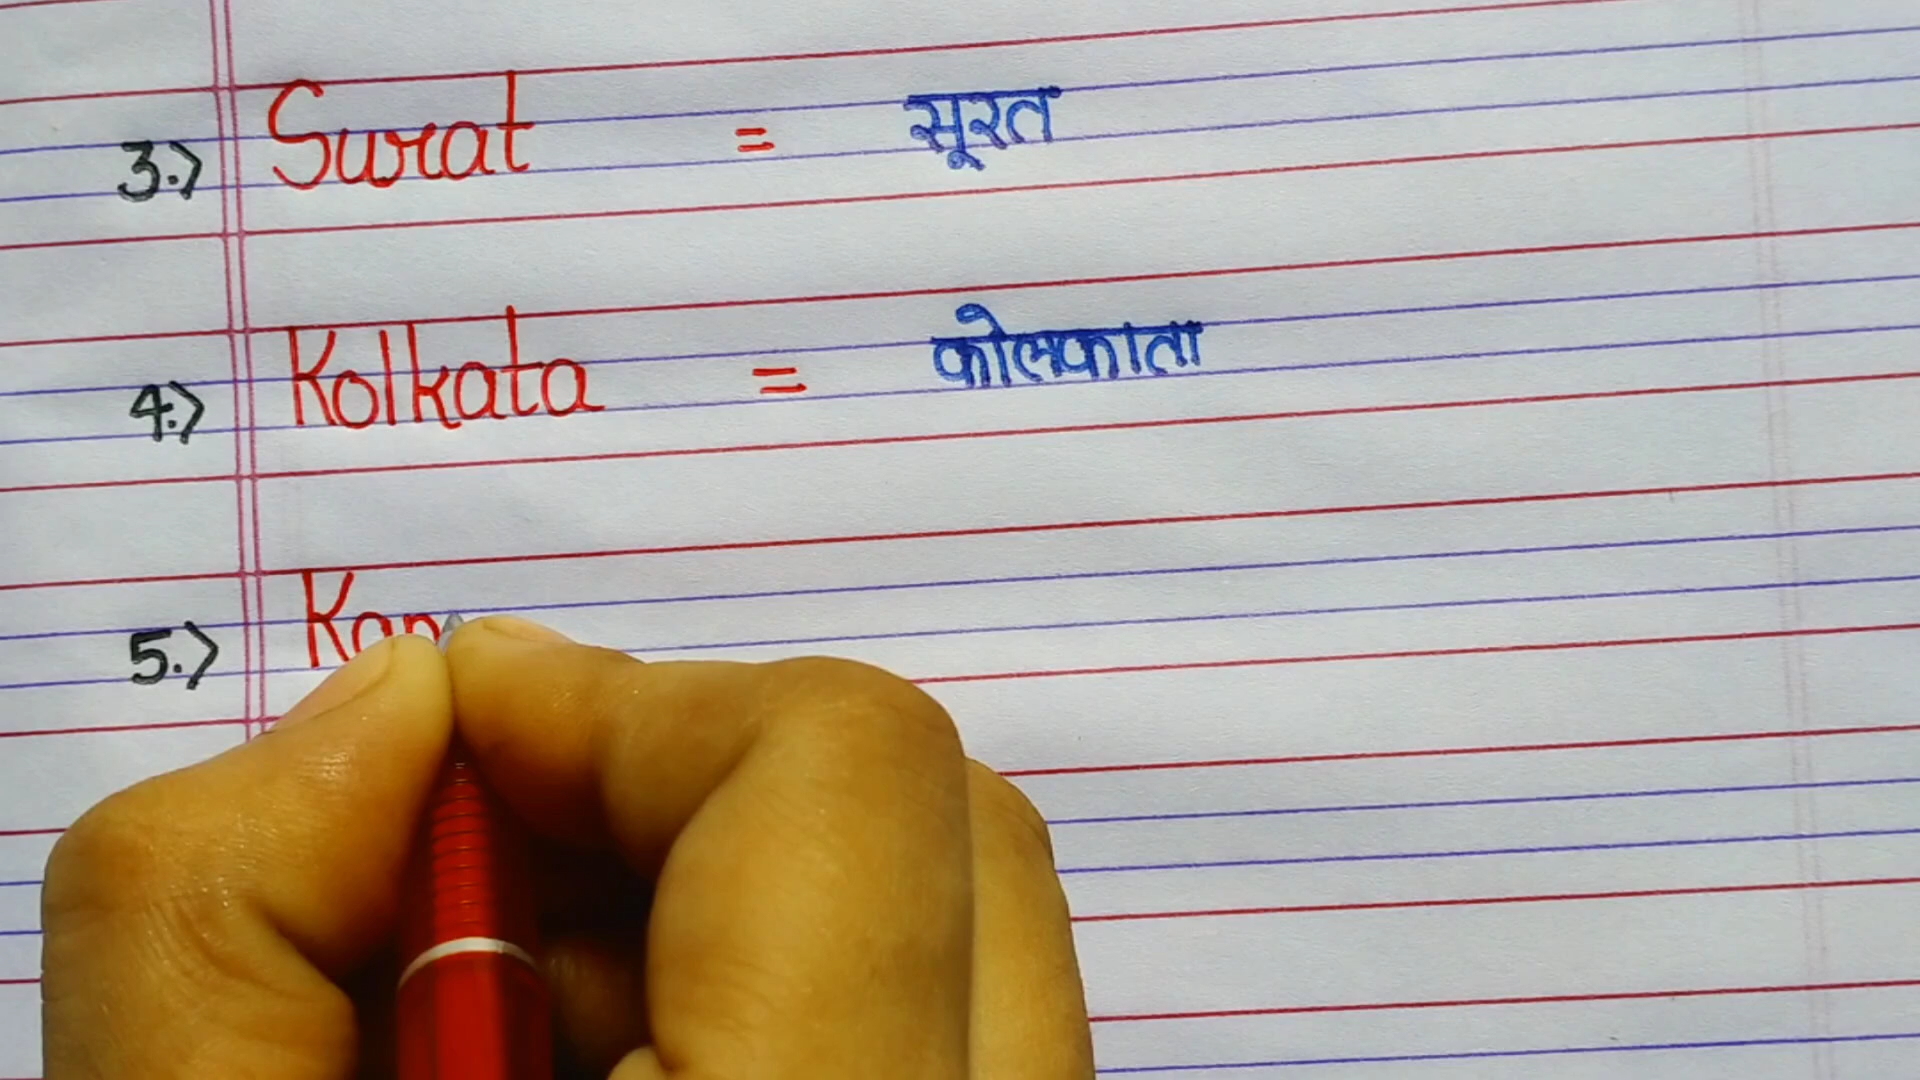 3.) Surat = सूरत
4.) Kolkata = कोलकाता
5.) Kan